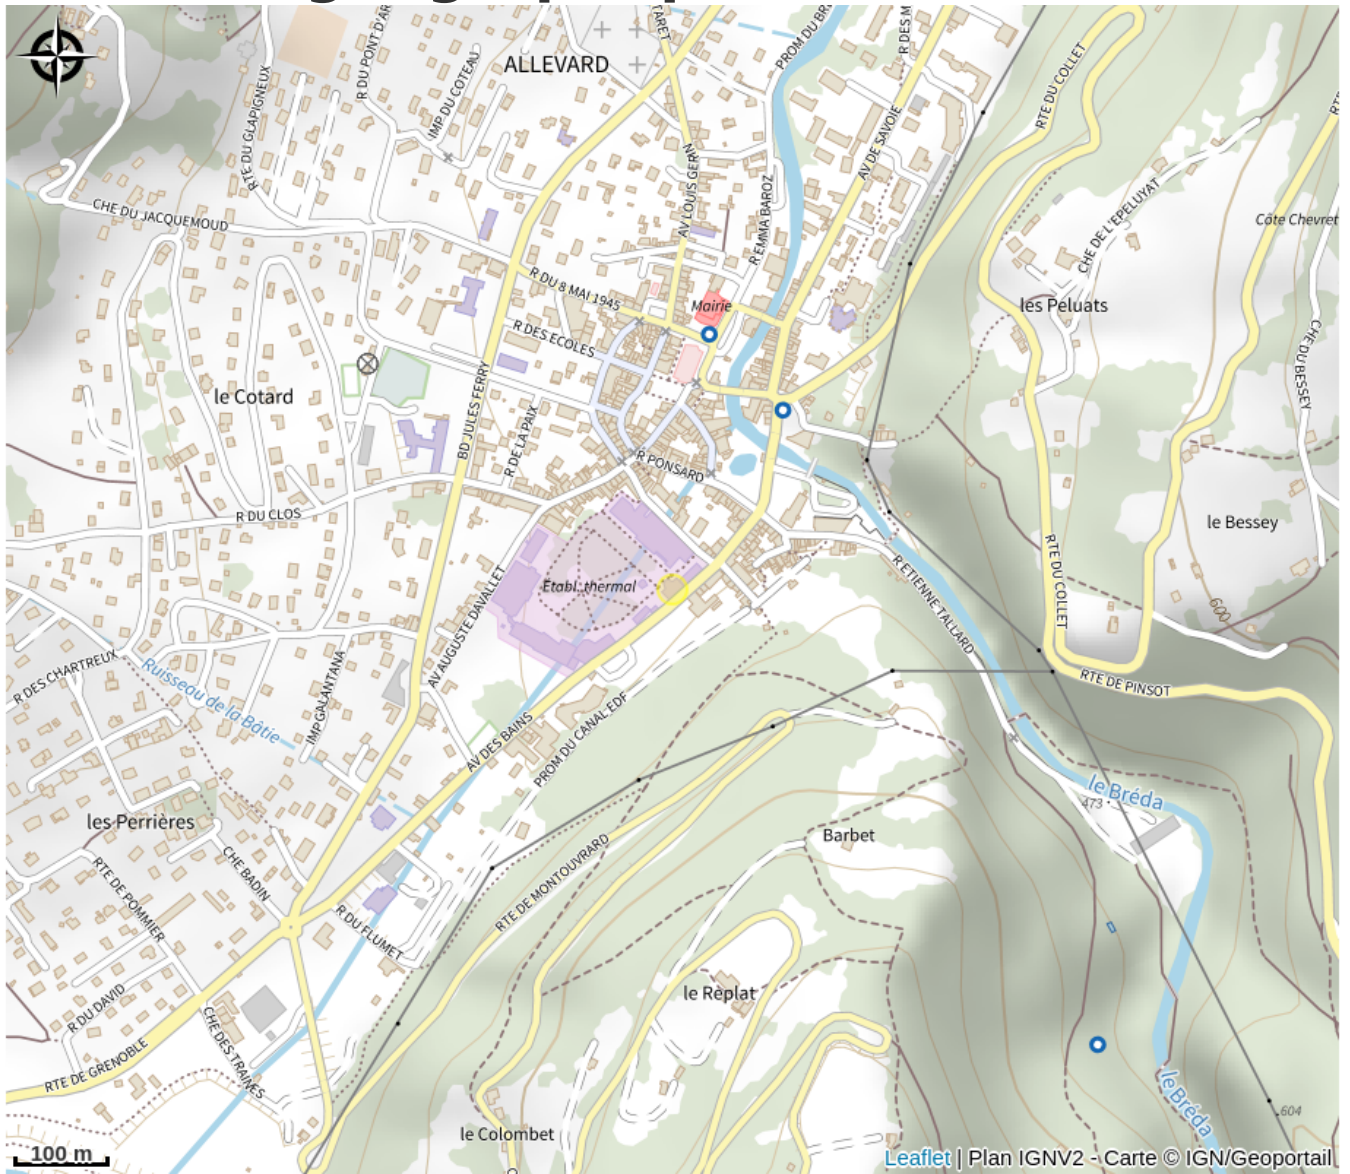 ALLEVARD
R DU PONT D'AR
IMP DU COTEAU
RTE DU GLAPIGNEUX
TARET
PROM DU BR
R DES M
AV DE SAVOIE
RTE DU COLLET
RT
CHE DU JACQUEMOUD
AV LOUIS GERIN
R EMMA BAROZ
CHE DE L'EPELUYAT
Côte Chevret
R DU 8 MAI 1945
Mairie
les Peluats
R DES ECOLES
CHE DU BESSEY
le Cotard
BD JULES FERRY
R DE LA PAIX
R PONSARD
R DU CLOS
le Bessey
RTE DU COLLET
Etabl. thermal
R ETIENNE TALLARD
600
AV AUGUSTE DAVALLET
R DES CHARTREUX
Ruisseau de la Bâtie
IMP GALANTANA
RTE DE PINSOT
AV DES BAINS
PROM DU CANAL EDF
le Bréda
473
les Perrières
Barbet
CHE BADIN
RTE DE POMMIER
RTE DE MONTOUVRARD
R DU FLUMET
le Replat
R DU DAVID
CHE DES TRAINES
RTE DE GRENOBLE
le Bréda
604
le Colombet
100 m
Leaflet | Plan IGNV2 - Carte © IGN/Geoportail